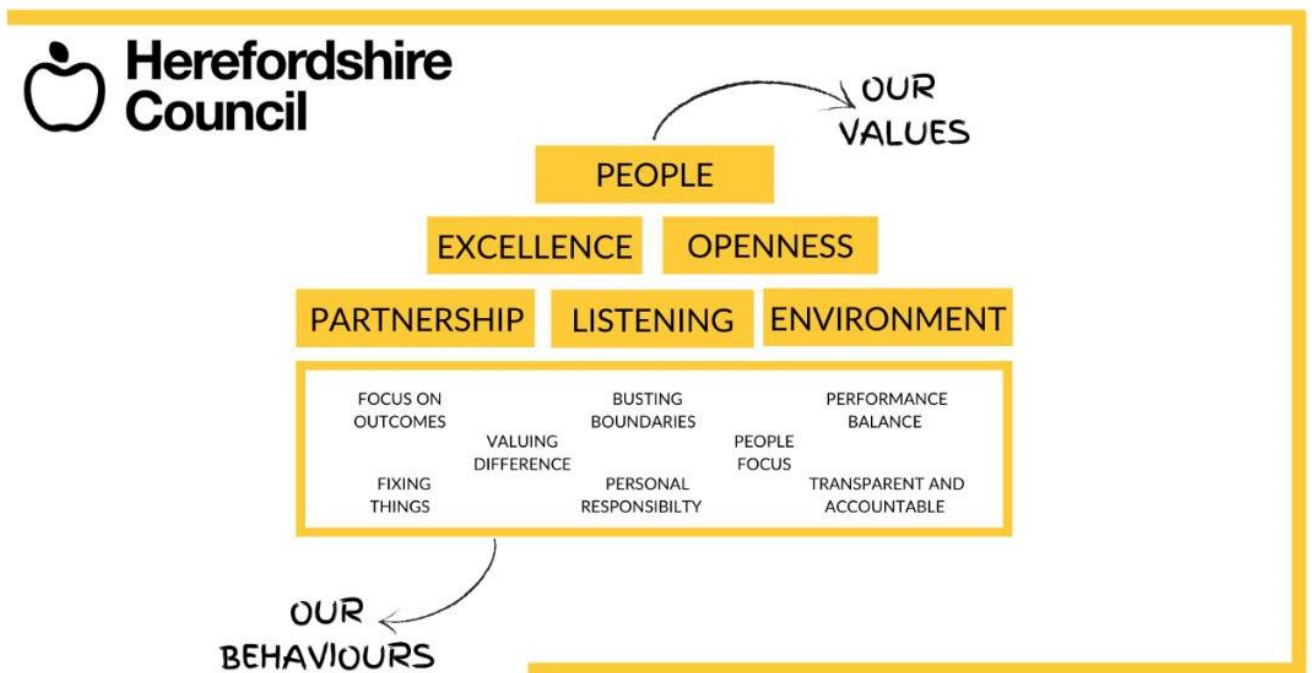 Herefordshire
Council
OUR
VALUES
PEOPLE
EXCELLENCE
OPENNESS
PARTNERSHIP
LISTENING
ENVIRONMENT
FOCUS ON
OUTCOMES
BUSTING
BOUNDARIES
PERFORMANCE
BALANCE
VALUING
DIFFERENCE
PEOPLE
FOCUS
FIXING
THINGS
PERSONAL
RESPONSIBILTY
TRANSPARENT AND
ACCOUNTABLE
OUR
BEHAVIOURS